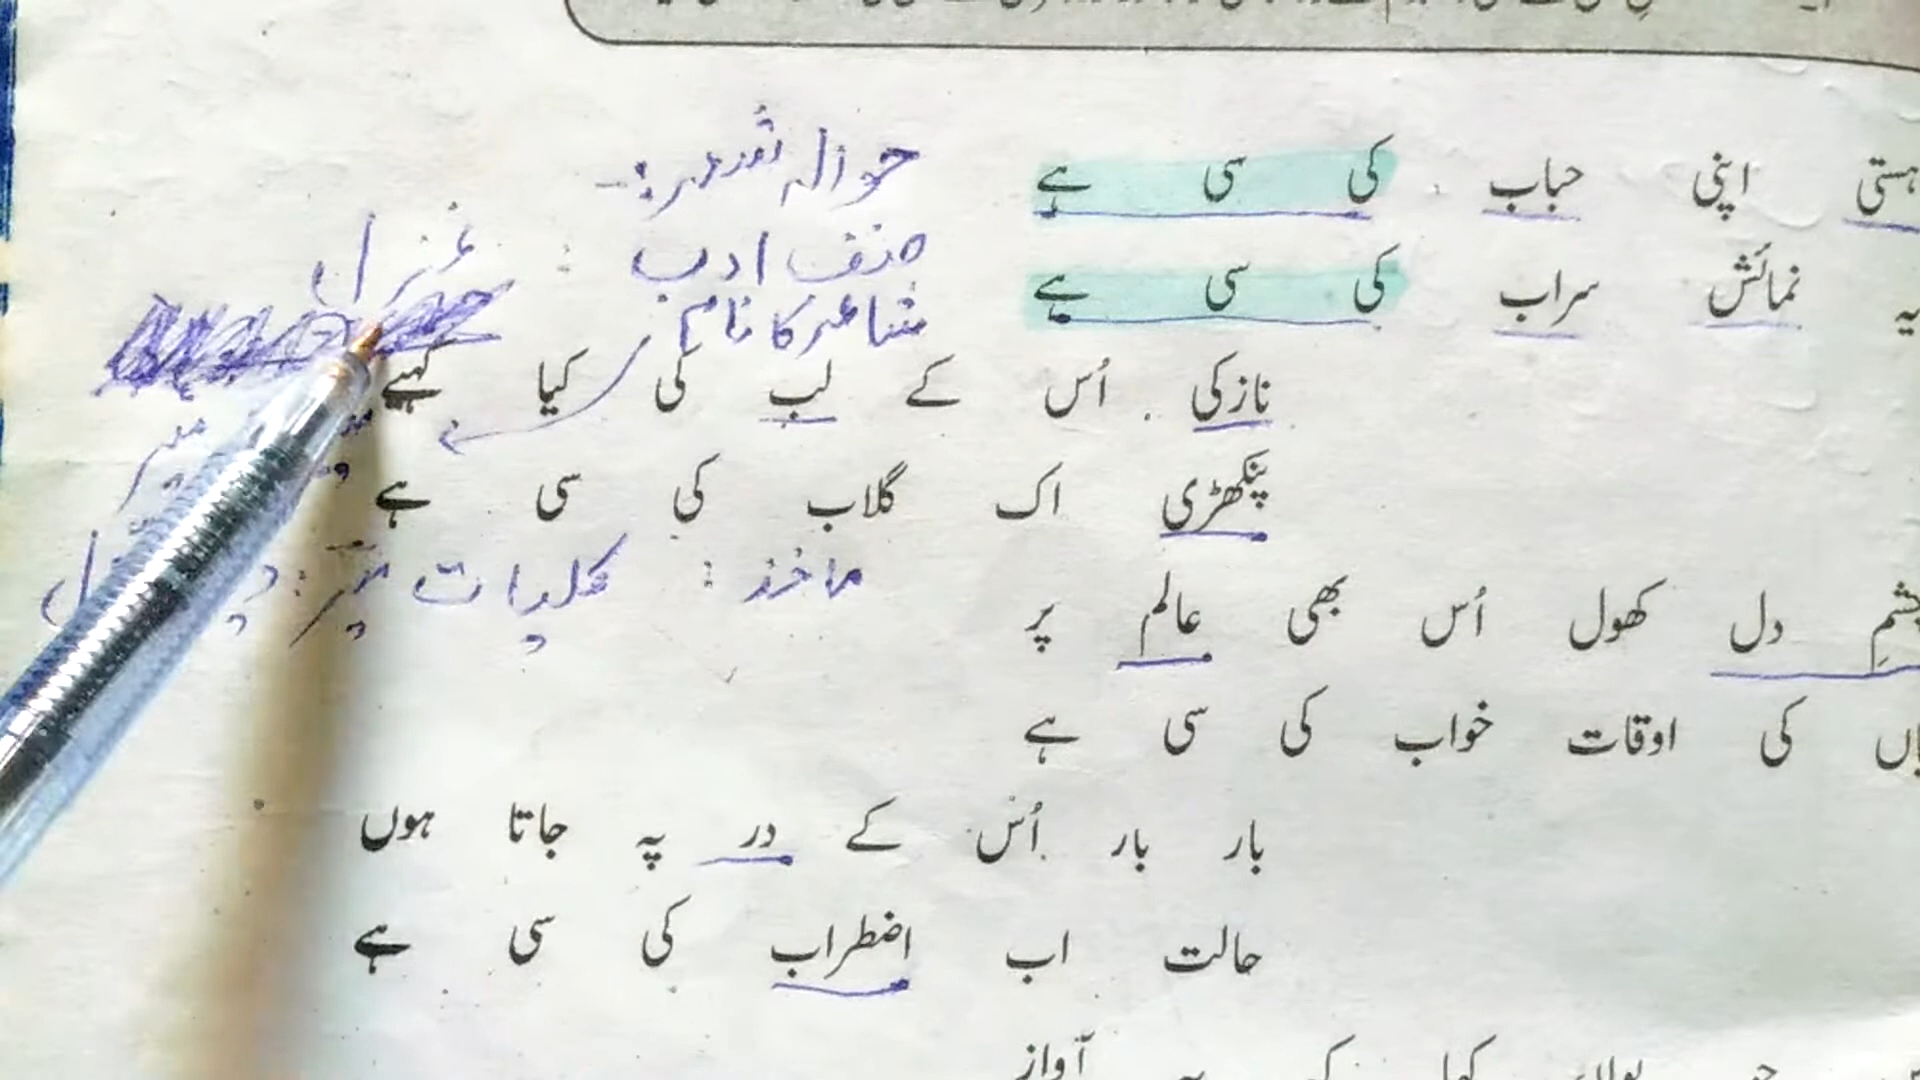 حوالہ شعر:-
ہستی اپنی حباب کی سی ہے
صنف ادب : غزل
یہ نمائش سراب کی سی ہے
شاعر کا نام
نازکی اُس کے لب کی کیا کہیے
میر
پنکھڑی اک گلاب کی سی ہے
ماخذ : کلیات میر:
چشمِ دل کھول اُس بھی عالم پر
یاں کی اوقات خواب کی سی ہے
بار بار اُس کے در پہ جاتا ہوں
حالت اب اضطراب کی سی ہے
آواز